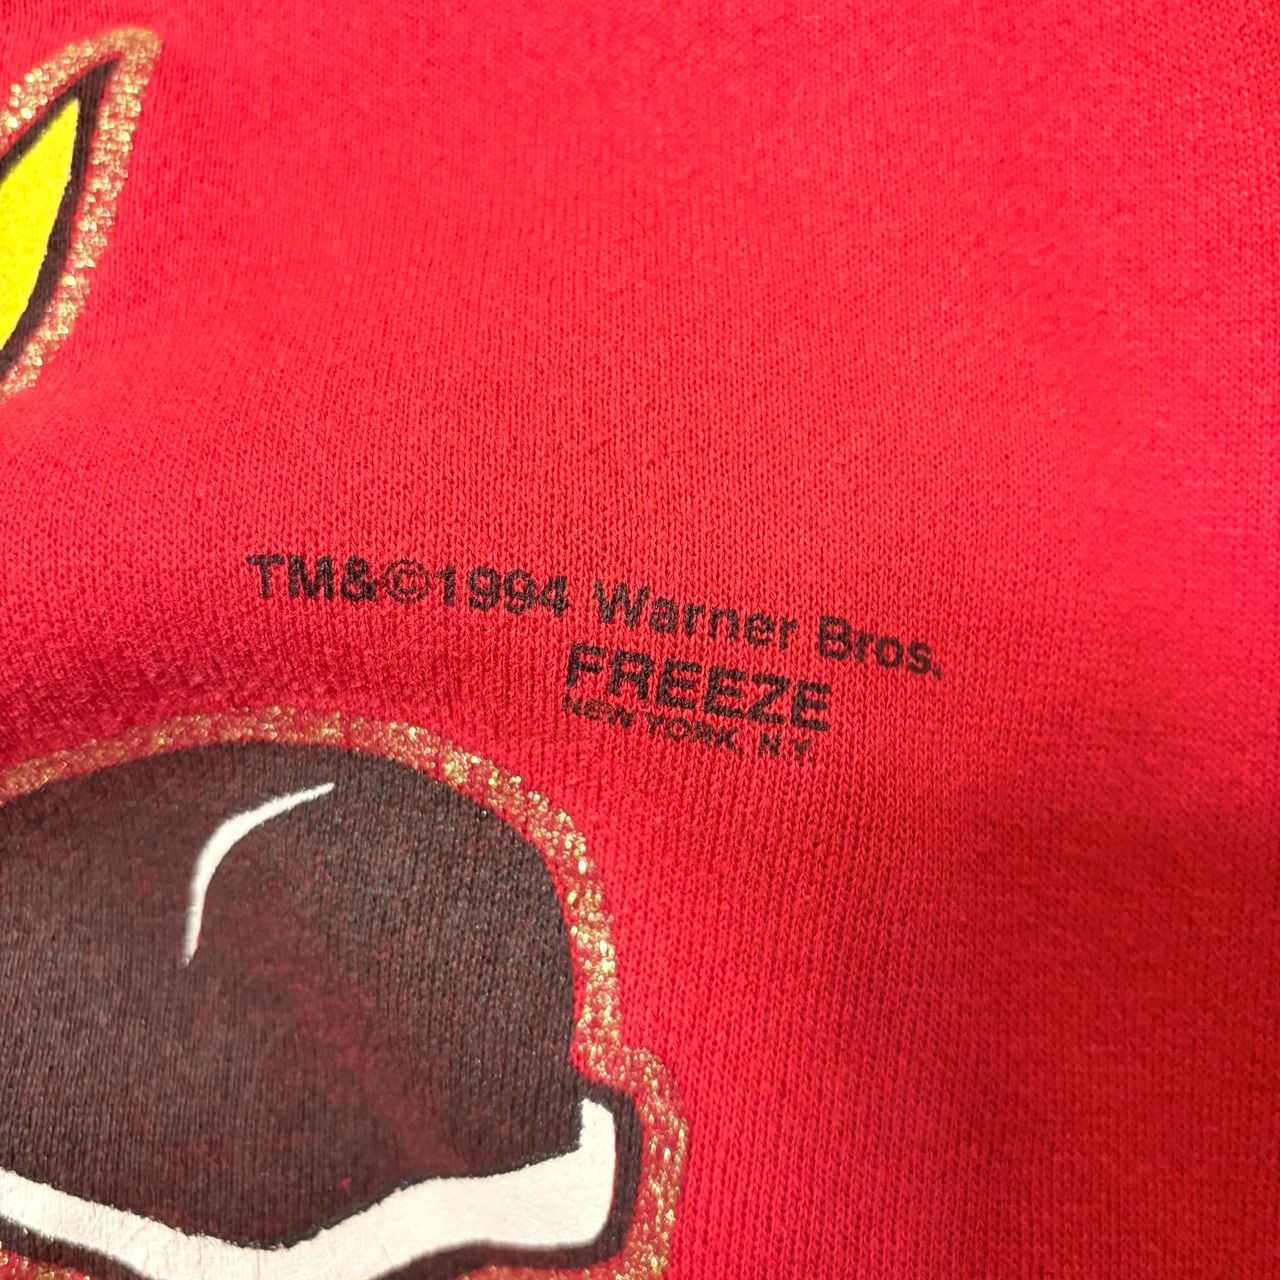 TM&©1994 Warner Bros.
FREEZE
NEW YORK, N.Y.